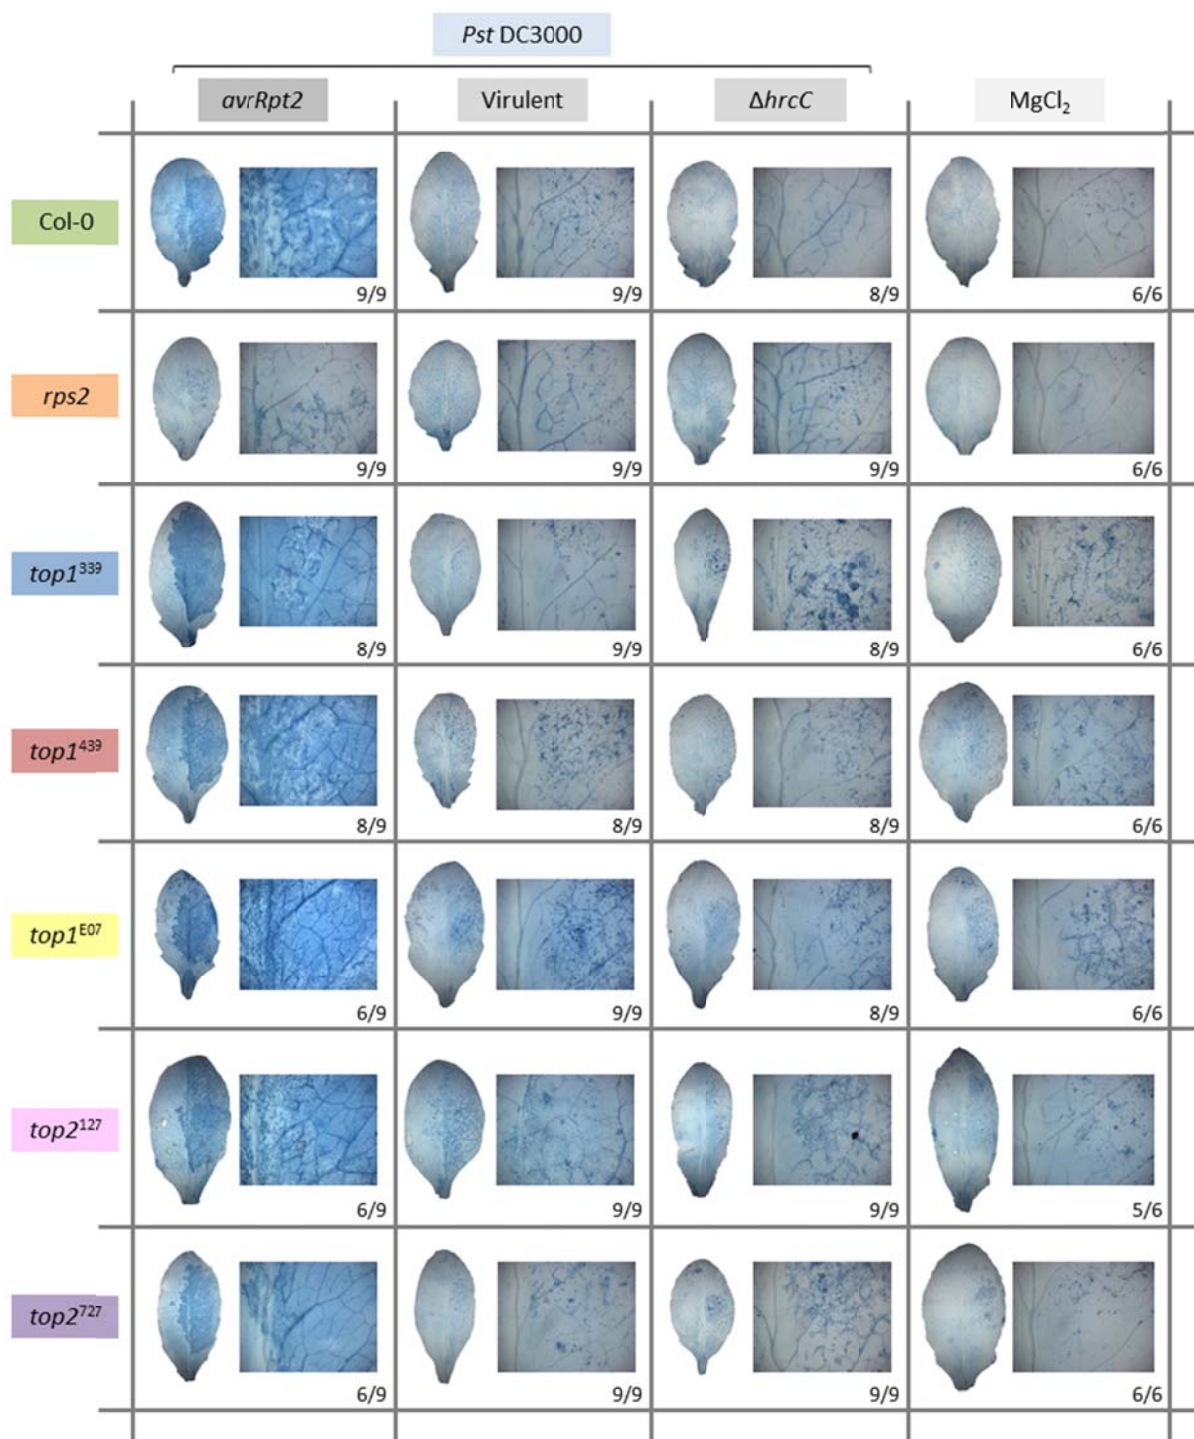 Pst DC3000
avrRpt2 Virulent ΔhrcC MgCl₂
Col-0
9/9 9/9 8/9 6/6
rps2
9/9 9/9 9/9 6/6
top1³³⁹
8/9 9/9 8/9 6/6
top1⁴³⁹
8/9 8/9 8/9 6/6
top1ᴱ⁰⁷
6/9 9/9 8/9 6/6
top2¹²⁷
6/9 9/9 9/9 5/6
top2⁷²⁷
6/9 9/9 9/9 6/6